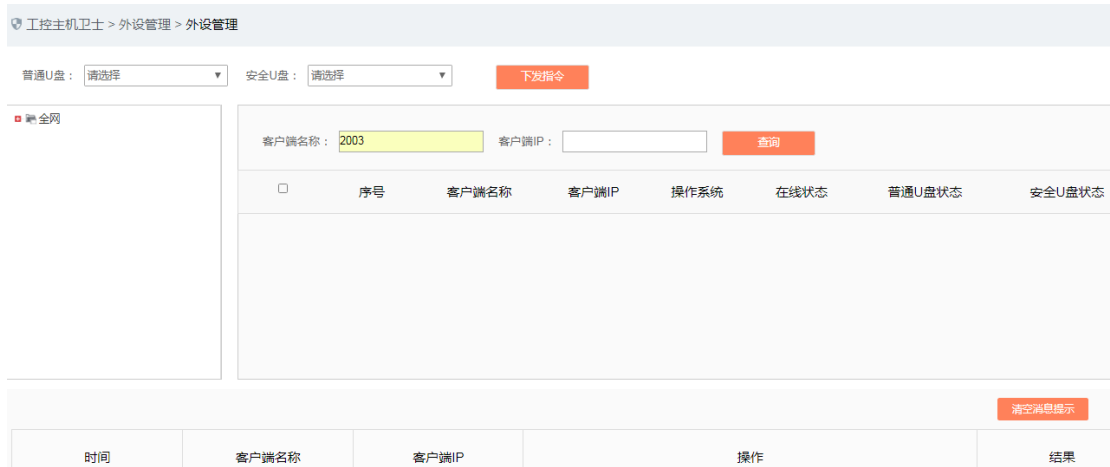 工控主机卫士 > 外设管理 > 外设管理
普通U盘： 请选择 安全U盘： 请选择 下发指令
全网
客户端名称： 2003 客户端IP： 查询
序号 客户端名称 客户端IP 操作系统 在线状态 普通U盘状态 安全U盘状态
清空消息提示
时间 客户端名称 客户端IP 操作 结果